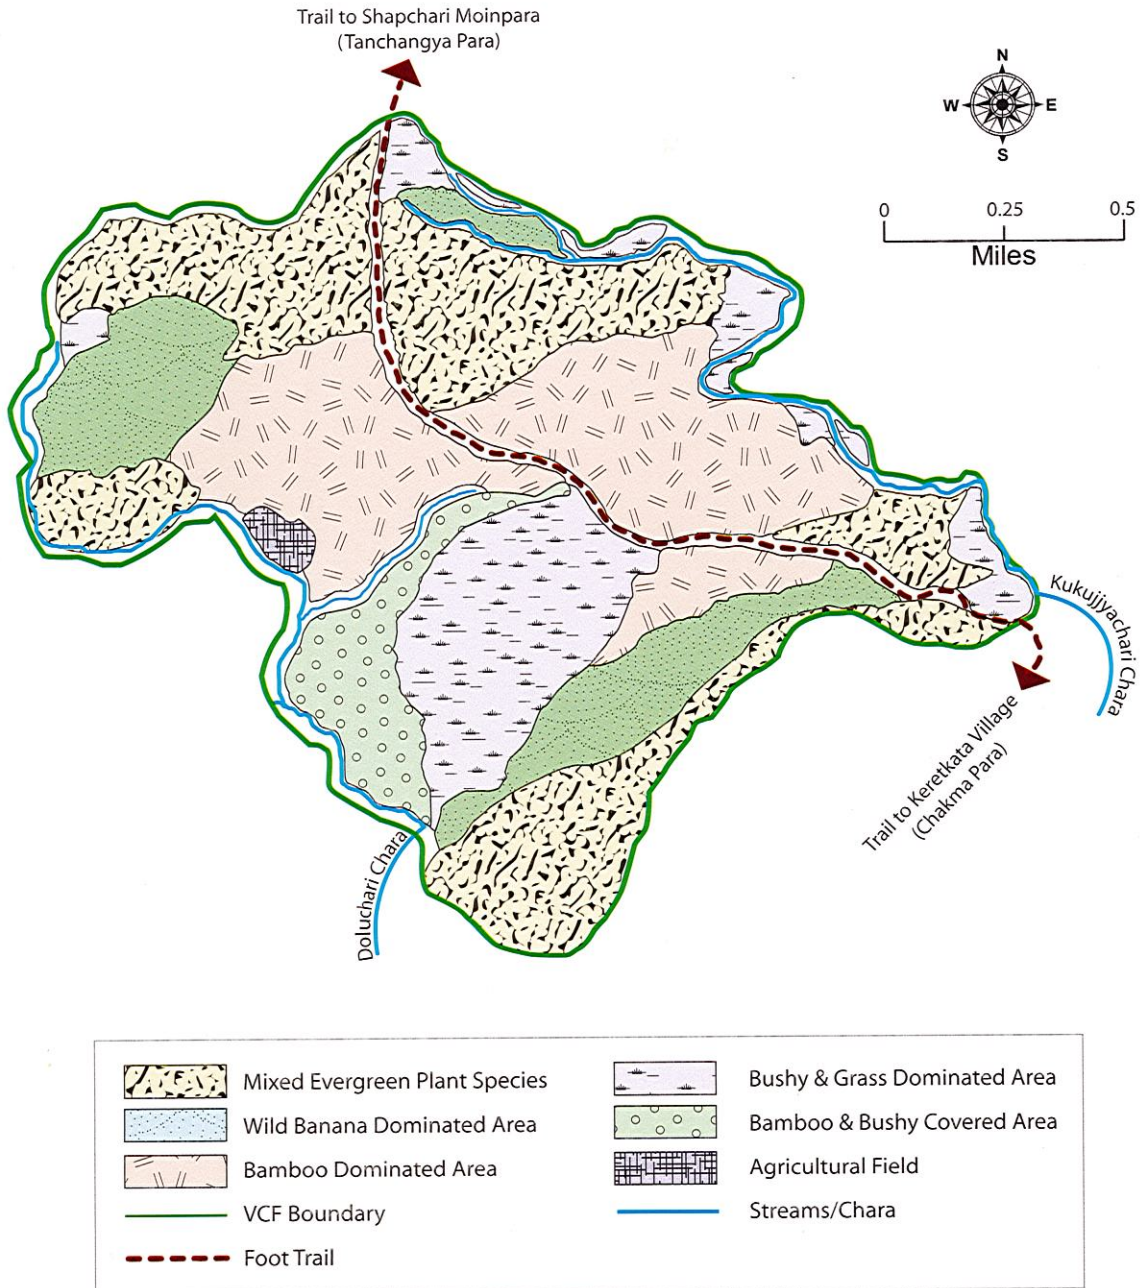 Trail to Shapchari Moinpara
(Tanchangya Para)
N
W E
S
0 0.25 0.5
Miles
Kukujjyachari Chara
Trail to Keretkata Village
(Chakma Para)
Doluchari Chara
Mixed Evergreen Plant Species
Wild Banana Dominated Area
Bamboo Dominated Area
VCF Boundary
Foot Trail
Bushy & Grass Dominated Area
Bamboo & Bushy Covered Area
Agricultural Field
Streams/Chara